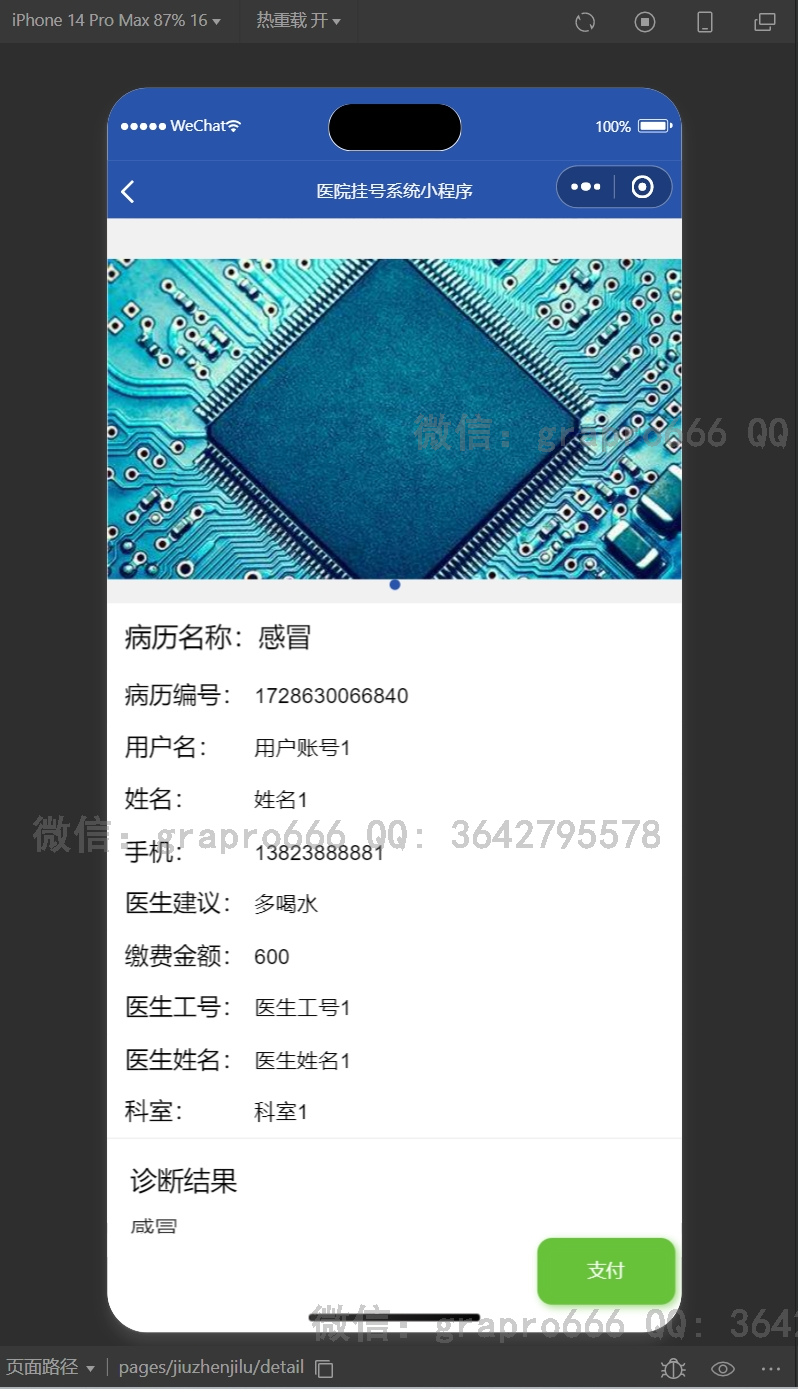 iPhone 14 Pro Max 87% 16 热重载 开
WeChat 100%
医院挂号系统小程序
微信: grapro666 QQ
病历名称：感冒
病历编号： 1728630066840
用户名： 用户账号1
姓名： 姓名1
微信: grapro666 QQ: 3642795578
手机： 13823888881
医生建议： 多喝水
缴费金额： 600
医生工号： 医生工号1
医生姓名： 医生姓名1
科室： 科室1
诊断结果
感冒
支付
微信: grapro666 QQ: 3642
页面路径 pages/jiuzhenjilu/detail